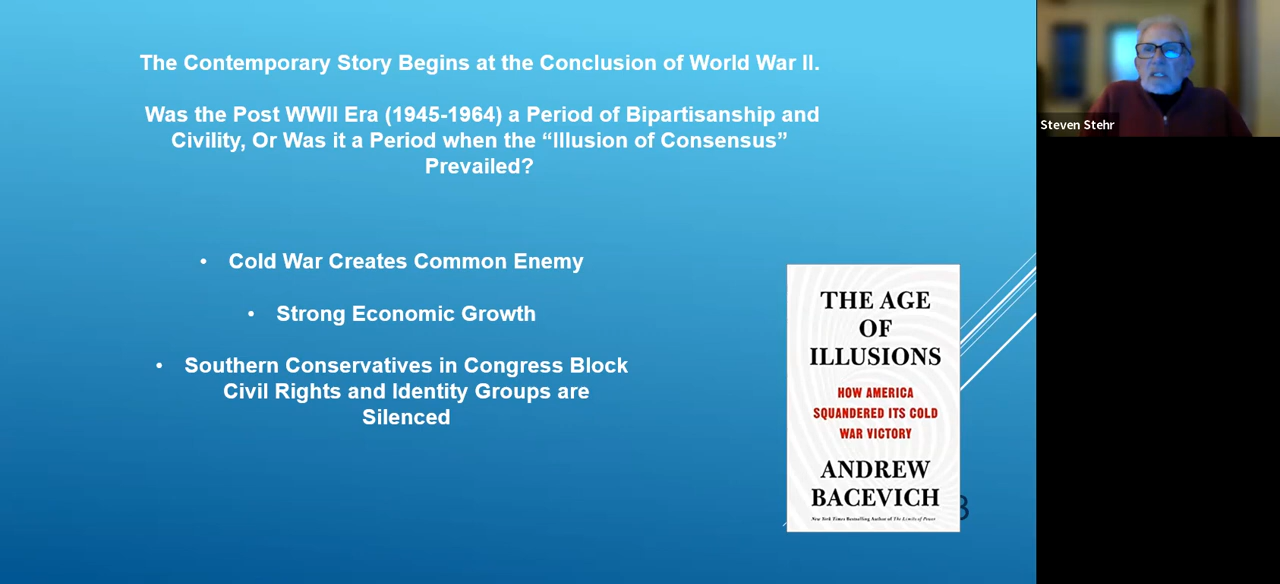 The Contemporary Story Begins at the Conclusion of World War II.
Was the Post WWII Era (1945-1964) a Period of Bipartisanship and
Civility, Or Was it a Period when the “Illusion of Consensus”
Prevailed?
• Cold War Creates Common Enemy
• Strong Economic Growth
• Southern Conservatives in Congress Block
Civil Rights and Identity Groups are
Silenced
THE AGE
OF
ILLUSIONS
HOW AMERICA
SQUANDERED ITS COLD
WAR VICTORY
ANDREW
BACEVICH
New York Times Bestselling Author of The Limits of Power
Steven Stehr